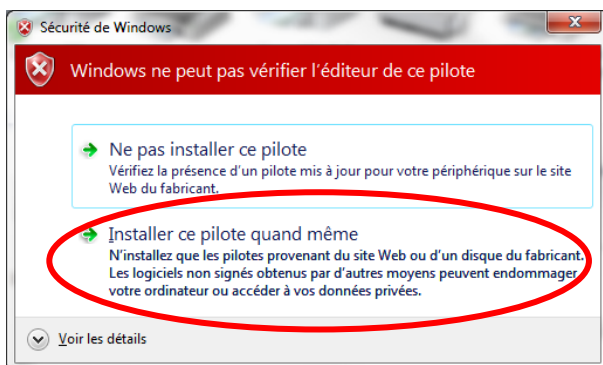 Sécurité de Windows
Windows ne peut pas vérifier l'éditeur de ce pilote
Ne pas installer ce pilote
Vérifiez la présence d'un pilote mis à jour pour votre périphérique sur le site
Web du fabricant.
Installer ce pilote quand même
N'installez que les pilotes provenant du site Web ou d'un disque du fabricant.
Les logiciels non signés obtenus par d'autres moyens peuvent endommager
votre ordinateur ou accéder à vos données privées.
Voir les détails